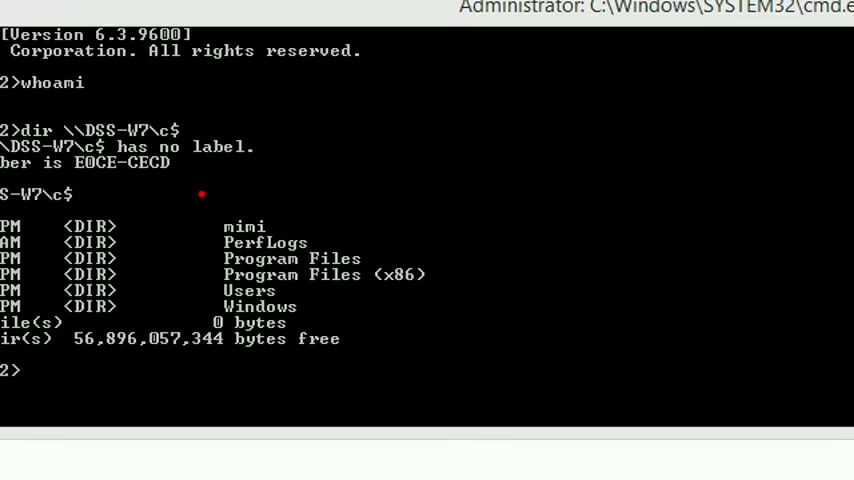 Administrator: C:\Windows\SYSTEM32\cmd.e
[Version 6.3.9600]
Corporation. All rights reserved.
2>whoami
2>dir \\DSS-W7\c$
\DSS-W7\c$ has no label.
ber is E0CE-CECD
S-W7\c$
PM <DIR> mimi
AM <DIR> PerfLogs
PM <DIR> Program Files
PM <DIR> Program Files (x86)
PM <DIR> Users
PM <DIR> Windows
ile(s) 0 bytes
ir(s) 56,896,057,344 bytes free
2>